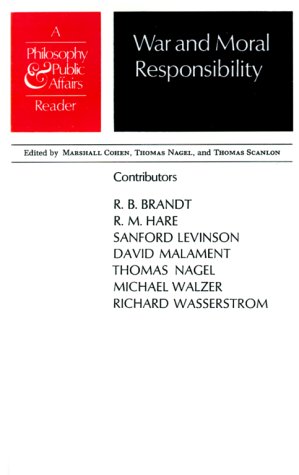 A
Philosophy
& Public
Affairs
Reader
War and Moral
Responsibility
Edited by MARSHALL COHEN, THOMAS NAGEL, and THOMAS SCANLON
Contributors
R. B. BRANDT
R. M. HARE
SANFORD LEVINSON
DAVID MALAMENT
THOMAS NAGEL
MICHAEL WALZER
RICHARD WASSERSTROM